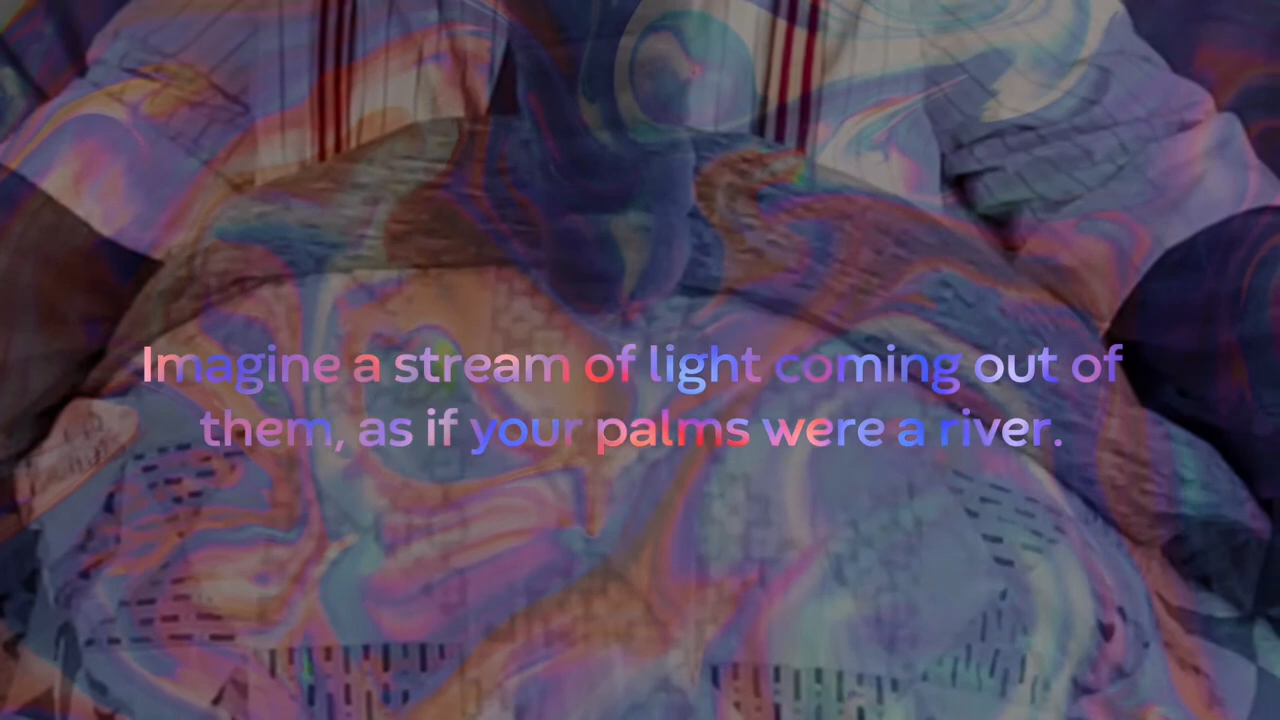 Imagine a stream of light coming out of
them, as if your palms were a river.